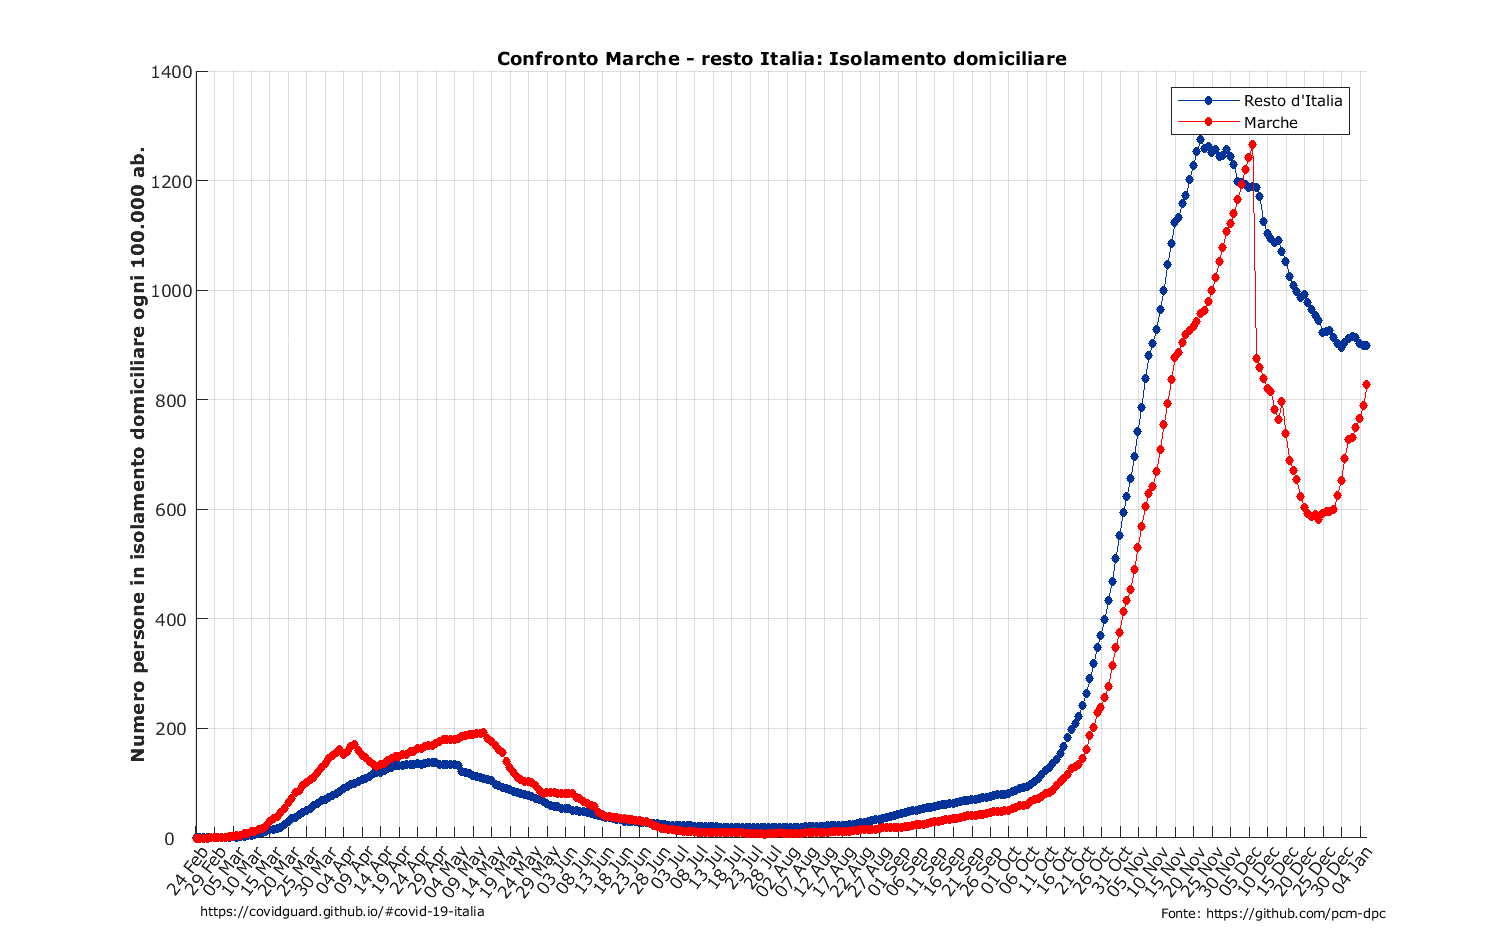 Confronto Marche - resto Italia: Isolamento domiciliare
Resto d'Italia
Marche
Numero persone in isolamento domiciliare ogni 100.000 ab.
1400
1200
1000
800
600
400
200
0
24 Feb
29 Feb
05 Mar
10 Mar
15 Mar
20 Mar
25 Mar
30 Mar
04 Apr
09 Apr
14 Apr
19 Apr
24 Apr
29 Apr
04 May
09 May
14 May
19 May
24 May
29 May
03 Jun
08 Jun
13 Jun
18 Jun
23 Jun
28 Jun
03 Jul
08 Jul
13 Jul
18 Jul
23 Jul
28 Jul
02 Aug
07 Aug
12 Aug
17 Aug
22 Aug
27 Aug
01 Sep
06 Sep
11 Sep
16 Sep
21 Sep
26 Sep
01 Oct
06 Oct
11 Oct
16 Oct
21 Oct
26 Oct
31 Oct
05 Nov
10 Nov
15 Nov
20 Nov
25 Nov
30 Nov
05 Dec
10 Dec
15 Dec
20 Dec
25 Dec
30 Dec
04 Jan
https://covidguard.github.io/#covid-19-italia
Fonte: https://github.com/pcm-dpc